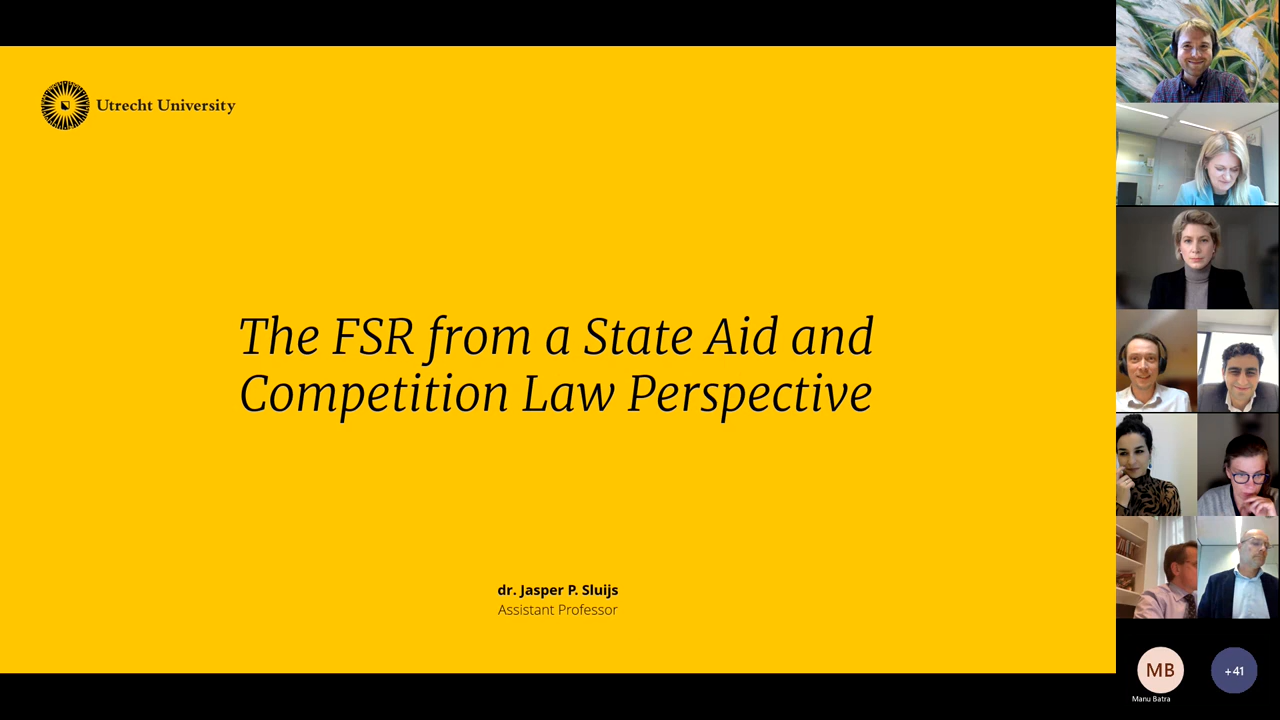 Utrecht University
The FSR from a State Aid and
Competition Law Perspective
dr. Jasper P. Sluijs
Assistant Professor
MB
+41
Manu Batra